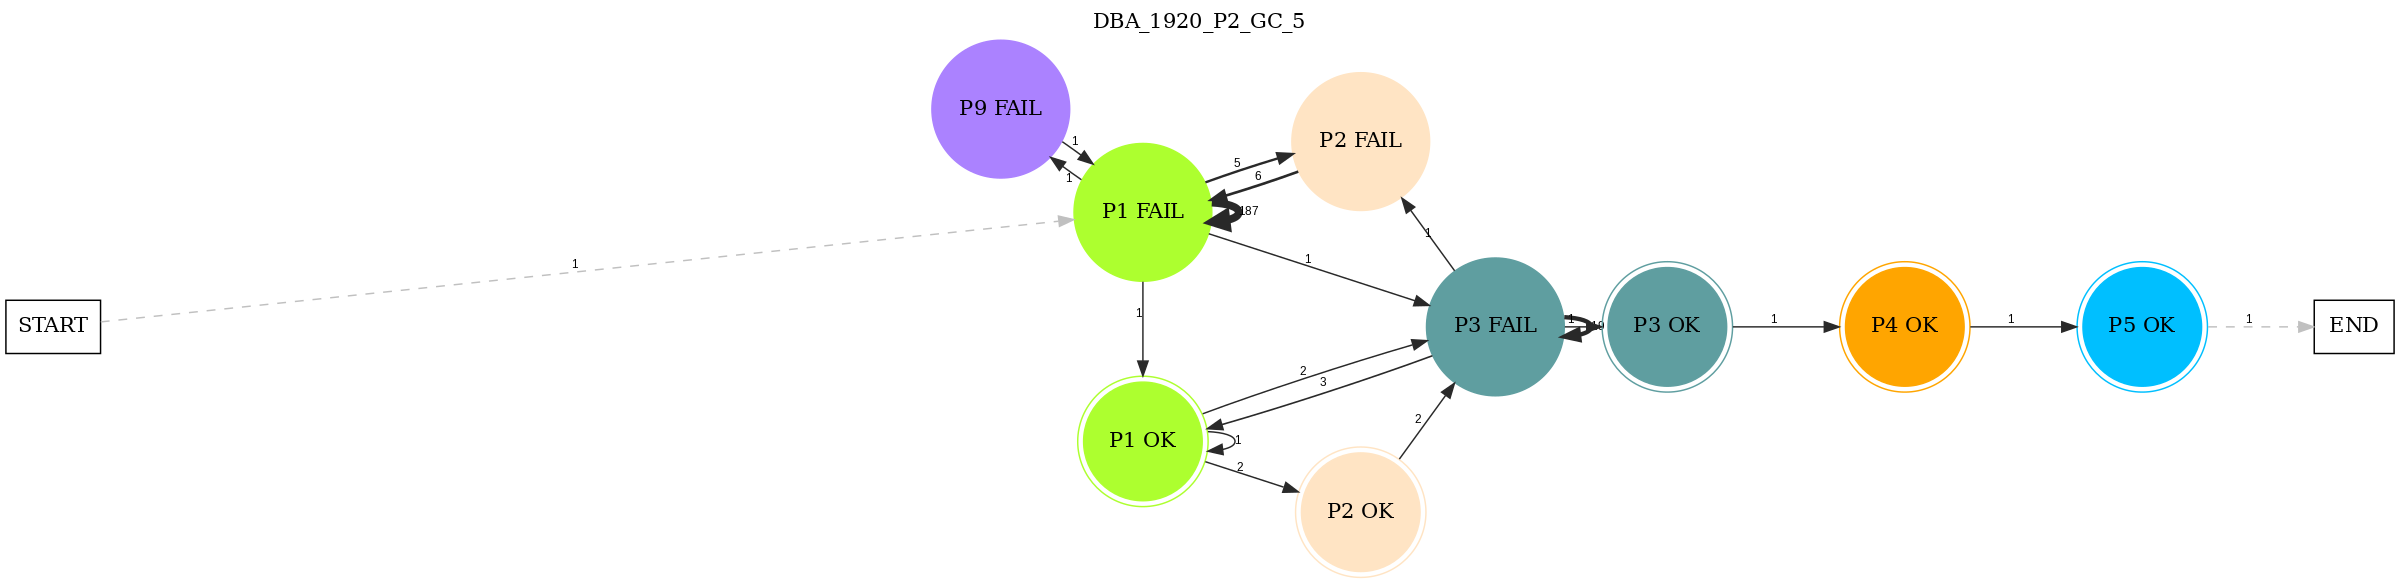 DBA_1920_P2_GC_5
P9 FAIL
P2 FAIL
1
5
1
6
P1 FAIL
187
1
1
1
1
START
1
P3 FAIL
1
19
P3 OK
1
P4 OK
1
P5 OK
1
END
2
3
2
P1 OK
1
2
P2 OK